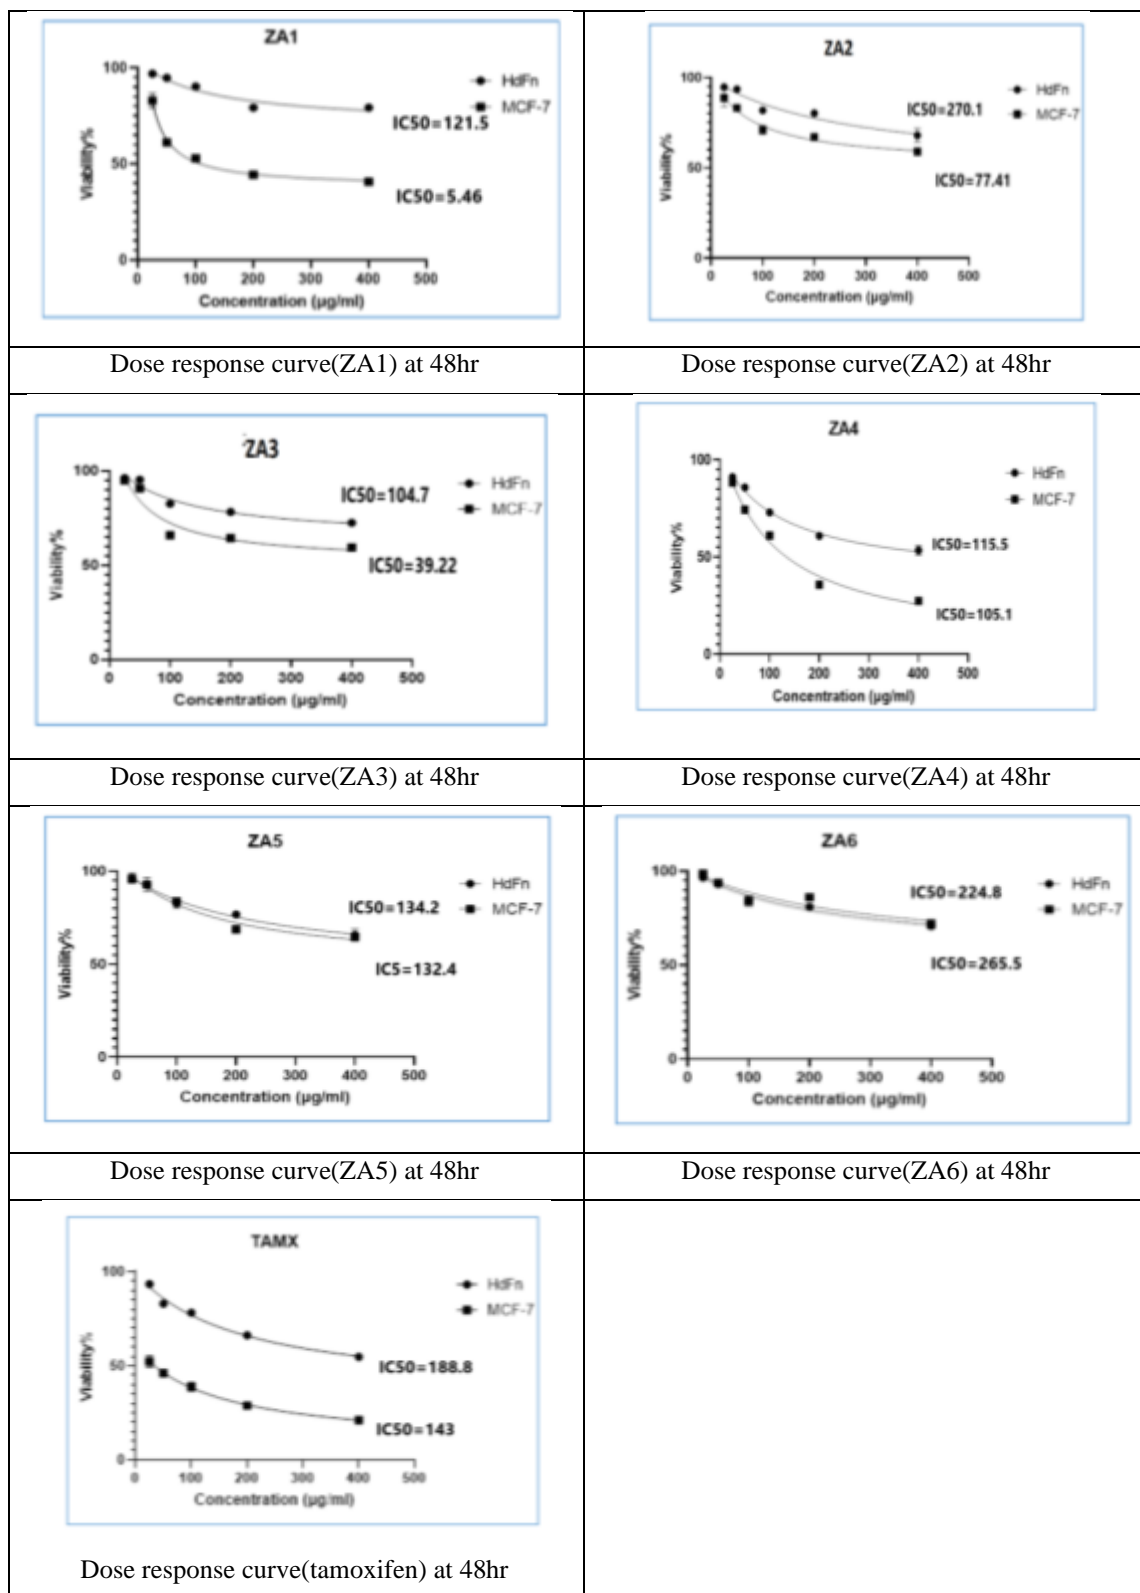 ZA1
100
50
0
Viability%
0 100 200 300 400 500
Concentration (µg/ml)
HdFn
MCF-7
IC50=121.5
IC50=5.46
Dose response curve(ZA1) at 48hr
ZA2
100
50
0
Viability%
0 100 200 300 400 500
Concentration (µg/ml)
HdFn
MCF-7
IC50=270.1
IC50=77.41
Dose response curve(ZA2) at 48hr
ZA3
100
50
0
Viability%
0 100 200 300 400 500
Concentration (µg/ml)
HdFn
MCF-7
IC50=104.7
IC50=39.22
Dose response curve(ZA3) at 48hr
ZA4
100
50
0
Viability%
0 100 200 300 400 500
Concentration (µg/ml)
HdFn
MCF-7
IC50=115.5
IC50=105.1
Dose response curve(ZA4) at 48hr
ZA5
100
50
0
Viability%
0 100 200 300 400 500
Concentration (µg/ml)
HdFn
MCF-7
IC50=134.2
IC5=132.4
Dose response curve(ZA5) at 48hr
ZA6
100
50
0
Viability%
0 100 200 300 400 500
Concentration (µg/ml)
HdFn
MCF-7
IC50=224.8
IC50=265.5
Dose response curve(ZA6) at 48hr
TAMX
100
50
0
Viability%
0 100 200 300 400 500
Concentration (µg/ml)
HdFn
MCF-7
IC50=188.8
IC50=143
Dose response curve(tamoxifen) at 48hr